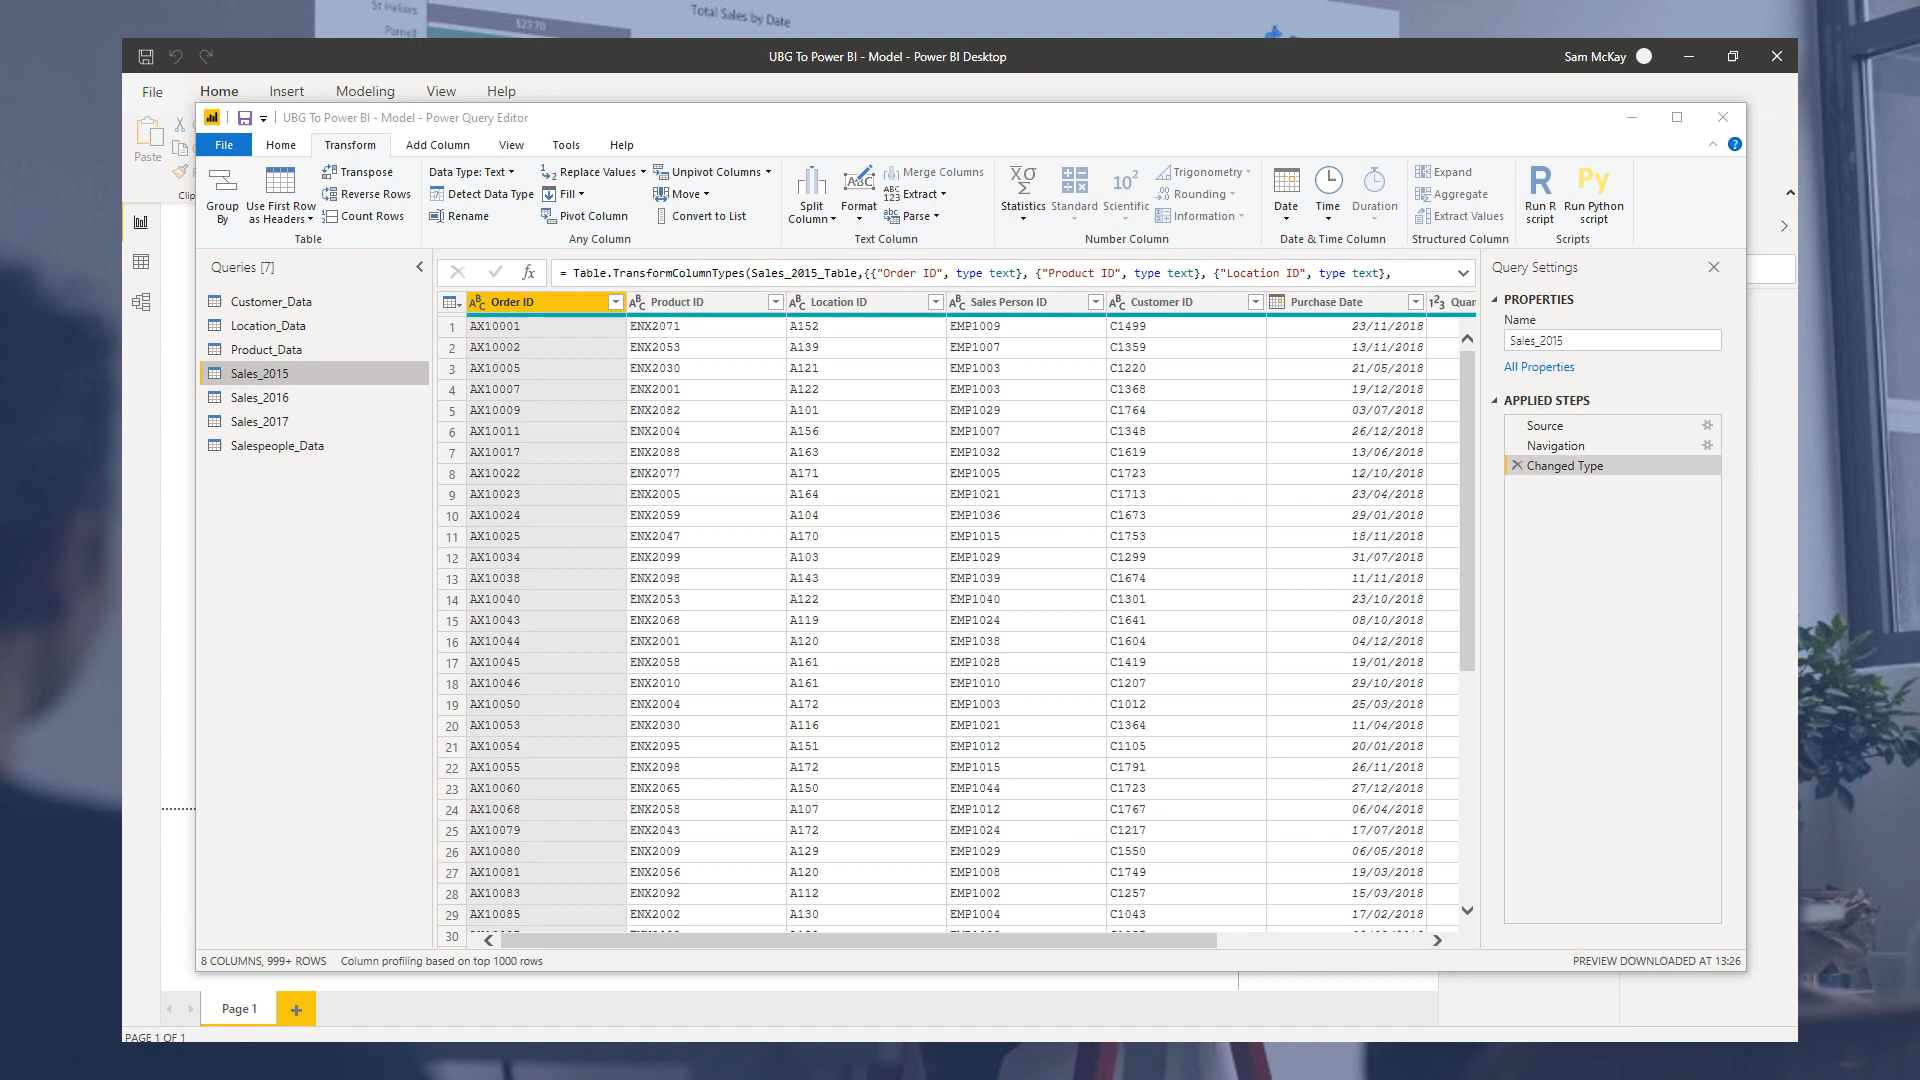 St Heliers
Parnell
$27.70
Total Sales by Date
UBG To Power BI - Model - Power BI Desktop
Sam McKay
File Home Insert Modeling View Help
Paste
UBG To Power BI - Model - Power Query Editor
File Home Transform Add Column View Tools Help
Group By
Use First Row as Headers
Transpose
Reverse Rows
Count Rows
Table
Data Type: Text
Detect Data Type
Rename
Replace Values
Fill
Pivot Column
Unpivot Columns
Move
Convert to List
Any Column
Split Column
Format
Merge Columns
Extract
Parse
Text Column
Statistics
Standard
Scientific
Trigonometry
Rounding
Information
Number Column
Date
Time
Duration
Date & Time Column
Expand
Aggregate
Extract Values
Structured Column
Run R script
Run Python script
Scripts
Queries [7]
Customer_Data
Location_Data
Product_Data
Sales_2015
Sales_2016
Sales_2017
Salespeople_Data
= Table.TransformColumnTypes(Sales_2015_Table,{{"Order ID", type text}, {"Product ID", type text}, {"Location ID", type text},
Order ID Product ID Location ID Sales Person ID Customer ID Purchase Date Quan
1 AX10001 ENX2071 A152 EMP1009 C1499 23/11/2018
2 AX10002 ENX2053 A139 EMP1007 C1359 13/11/2018
3 AX10005 ENX2030 A121 EMP1003 C1220 21/05/2018
4 AX10007 ENX2001 A122 EMP1003 C1368 19/12/2018
5 AX10009 ENX2082 A101 EMP1029 C1764 03/07/2018
6 AX10011 ENX2004 A156 EMP1007 C1348 26/12/2018
7 AX10017 ENX2088 A163 EMP1032 C1619 13/06/2018
8 AX10022 ENX2077 A171 EMP1005 C1723 12/10/2018
9 AX10023 ENX2005 A164 EMP1021 C1713 23/04/2018
10 AX10024 ENX2059 A104 EMP1036 C1673 29/01/2018
11 AX10025 ENX2047 A170 EMP1015 C1753 18/11/2018
12 AX10034 ENX2099 A103 EMP1029 C1299 31/07/2018
13 AX10038 ENX2098 A143 EMP1039 C1674 11/11/2018
14 AX10040 ENX2053 A122 EMP1040 C1301 23/10/2018
15 AX10043 ENX2068 A119 EMP1024 C1641 08/10/2018
16 AX10044 ENX2001 A120 EMP1038 C1604 04/12/2018
17 AX10045 ENX2058 A161 EMP1028 C1419 19/01/2018
18 AX10046 ENX2010 A161 EMP1010 C1207 29/10/2018
19 AX10050 ENX2004 A172 EMP1003 C1012 25/03/2018
20 AX10053 ENX2030 A116 EMP1021 C1364 11/04/2018
21 AX10054 ENX2095 A151 EMP1012 C1105 20/01/2018
22 AX10055 ENX2098 A172 EMP1015 C1791 26/11/2018
23 AX10060 ENX2065 A150 EMP1044 C1723 27/12/2018
24 AX10068 ENX2058 A107 EMP1012 C1767 06/04/2018
25 AX10079 ENX2043 A172 EMP1024 C1217 17/07/2018
26 AX10080 ENX2009 A129 EMP1029 C1550 06/05/2018
27 AX10081 ENX2056 A120 EMP1008 C1749 19/03/2018
28 AX10083 ENX2092 A112 EMP1002 C1257 15/03/2018
29 AX10085 ENX2002 A130 EMP1004 C1043 17/02/2018
30
Query Settings
PROPERTIES
Name
Sales_2015
All Properties
APPLIED STEPS
Source
Navigation
Changed Type
8 COLUMNS, 999+ ROWS Column profiling based on top 1000 rows
PREVIEW DOWNLOADED AT 13:26
Page 1
PAGE 1 OF 1